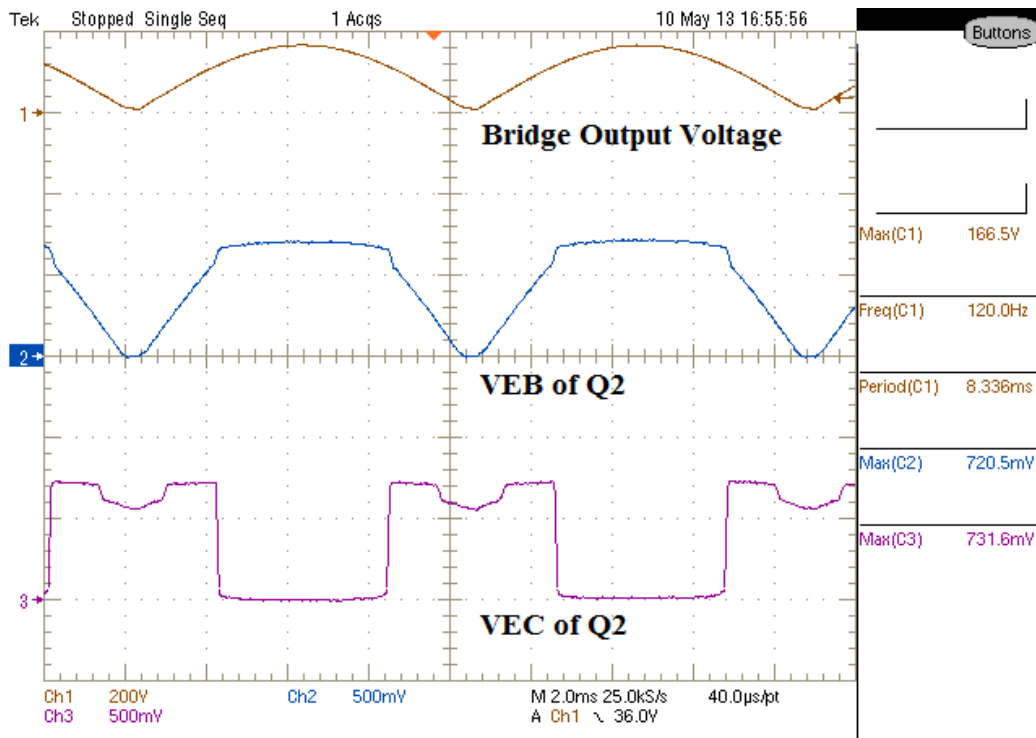 Tek Stopped Single Seq 1 Acqs 10 May 13 16:55:56
Buttons
1
Bridge Output Voltage
Max(C1) 166.5V
Freq(C1) 120.0Hz
2
VEB of Q2
Period(C1) 8.336ms
Max(C2) 720.5mV
Max(C3) 731.6mV
3
VEC of Q2
Ch1 200V Ch2 500mV M 2.0ms 25.0kS/s 40.0µs/pt
Ch3 500mV A Ch1 \ 36.0V